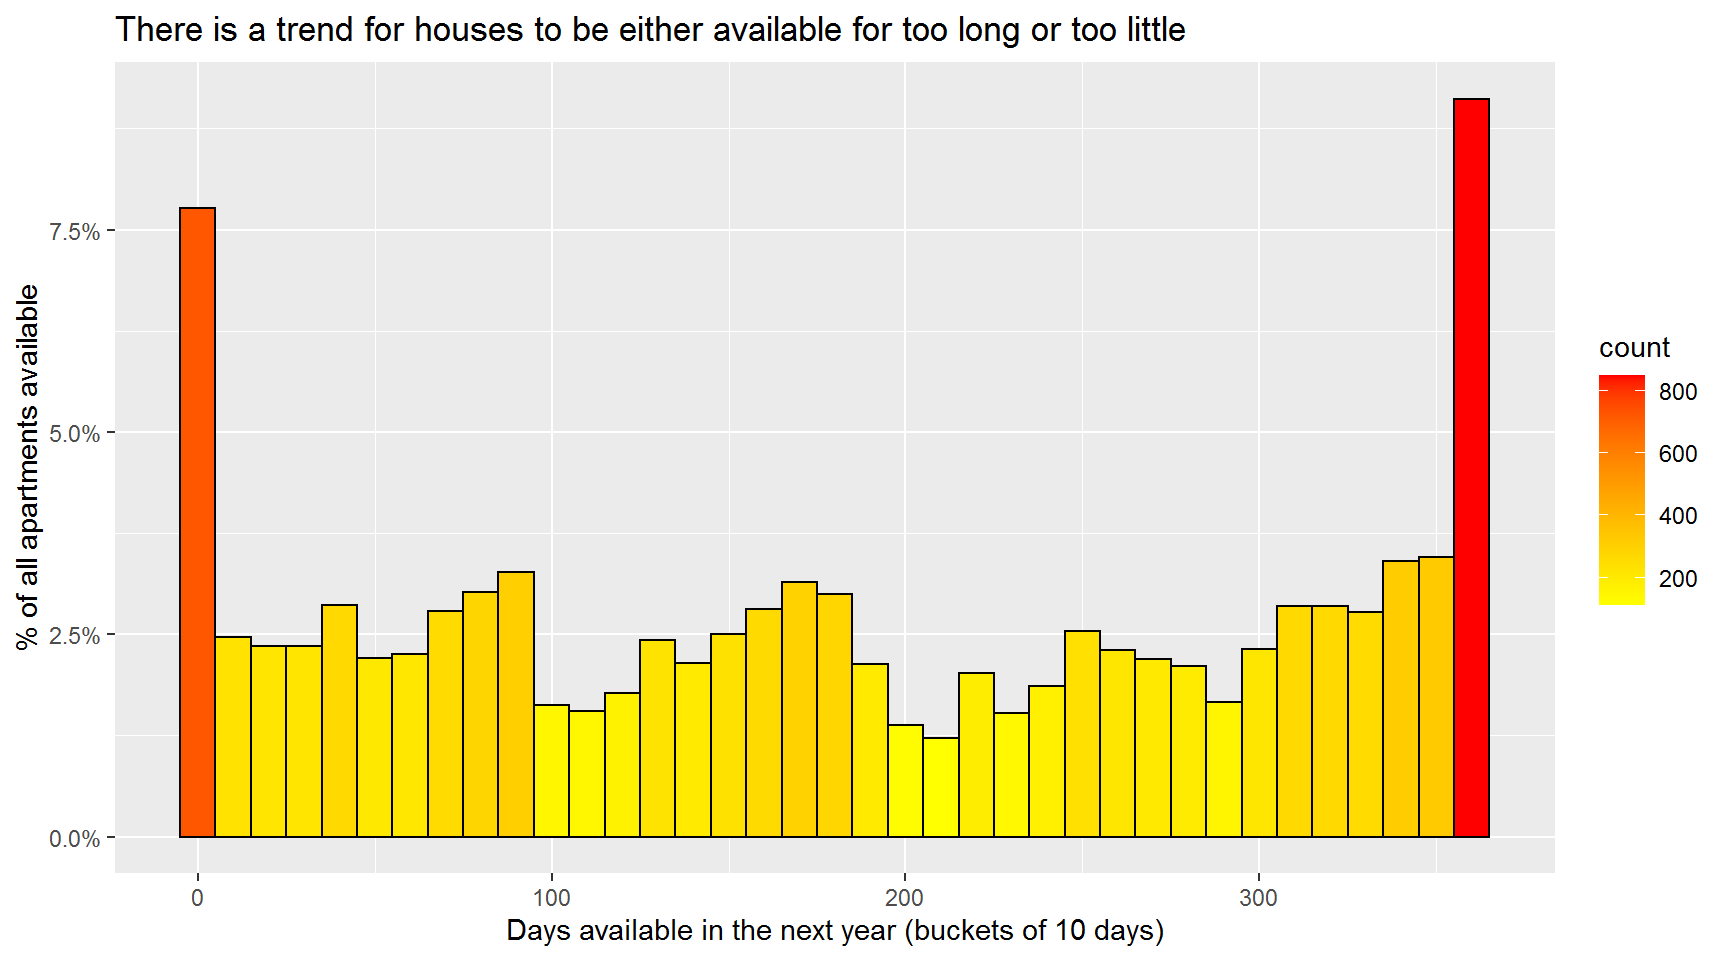 There is a trend for houses to be either available for too long or too little
% of all apartments available
7.5%
5.0%
2.5%
0.0%
0 100 200 300
Days available in the next year (buckets of 10 days)
count
800
600
400
200